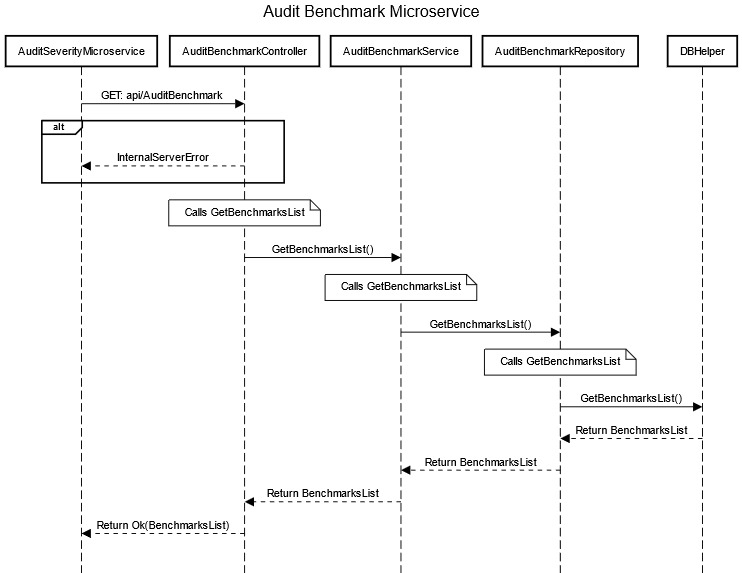 Audit Benchmark Microservice
AuditSeverityMicroservice
AuditBenchmarkController
AuditBenchmarkService
AuditBenchmarkRepository
DBHelper
GET: api/AuditBenchmark
alt
InternalServerError
Calls GetBenchmarksList
GetBenchmarksList()
Calls GetBenchmarksList
GetBenchmarksList()
Calls GetBenchmarksList
GetBenchmarksList()
Return BenchmarksList
Return BenchmarksList
Return BenchmarksList
Return Ok(BenchmarksList)